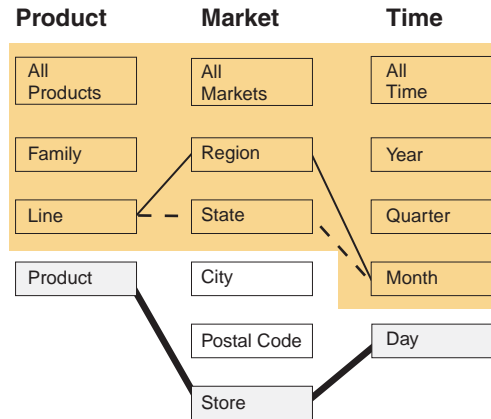 Product Market Time
All All All
Products Markets Time
Family Region Year
Line State Quarter
Product City Month
Postal Code Day
Store